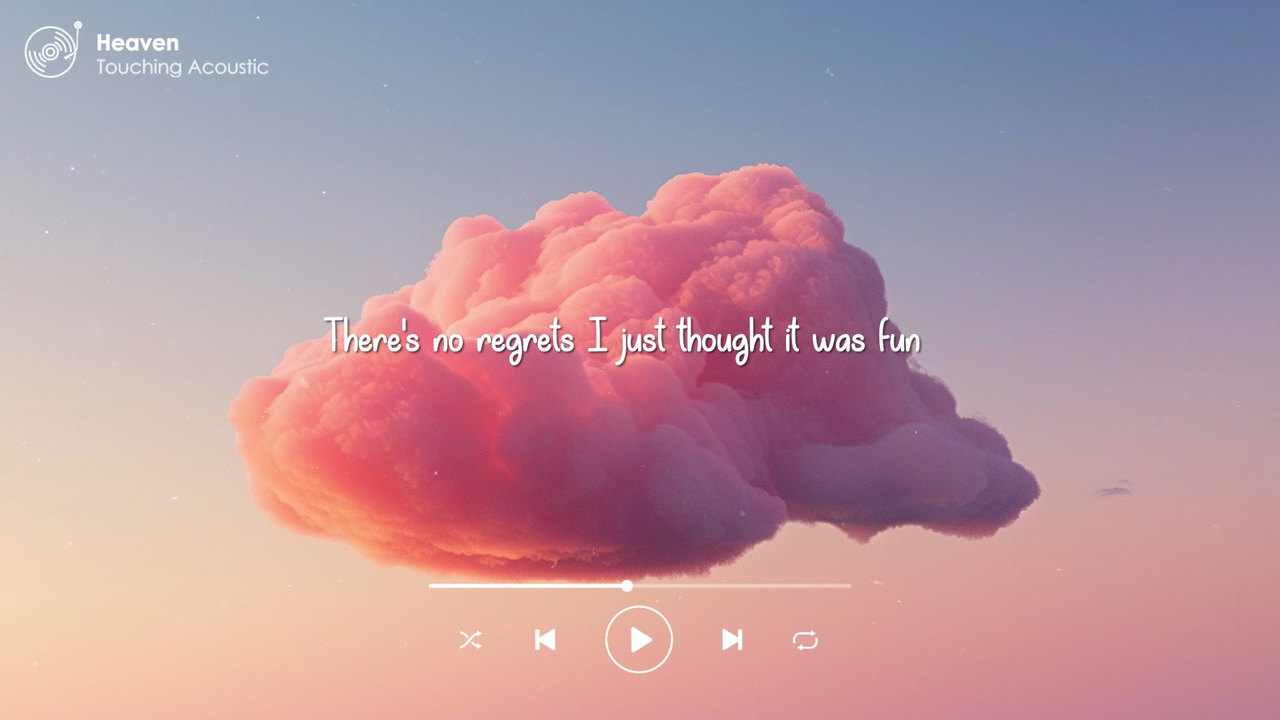 Heaven
Touching Acoustic
There's no regrets I just thought it was fun